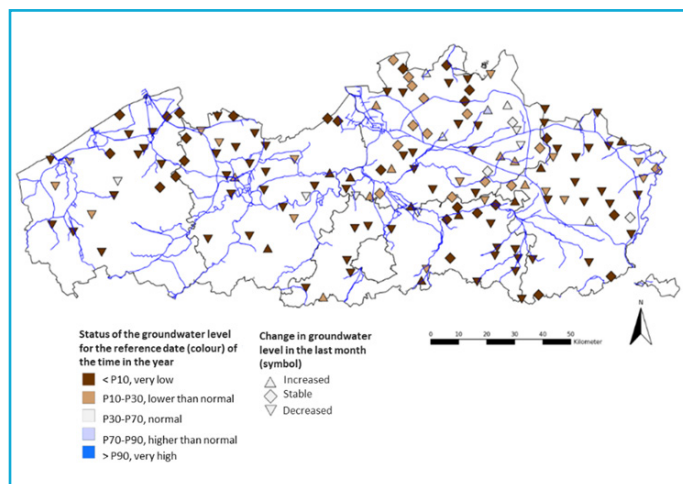 N
Status of the groundwater level
for the reference date (colour) of
the time in the year
< P10, very low
P10-P30, lower than normal
P30-P70, normal
P70-P90, higher than normal
> P90, very high
Change in groundwater
level in the last month
(symbol)
Increased
Stable
Decreased
0 10 20 30 40 50
Kilometer